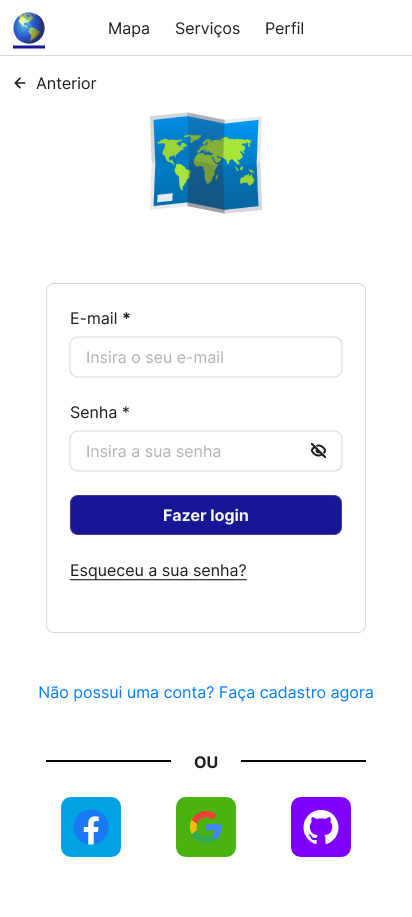 Mapa Serviços Perfil
Anterior
E-mail *
Insira o seu e-mail
Senha *
Insira a sua senha
Fazer login
Esqueceu a sua senha?
Não possui uma conta? Faça cadastro agora
OU